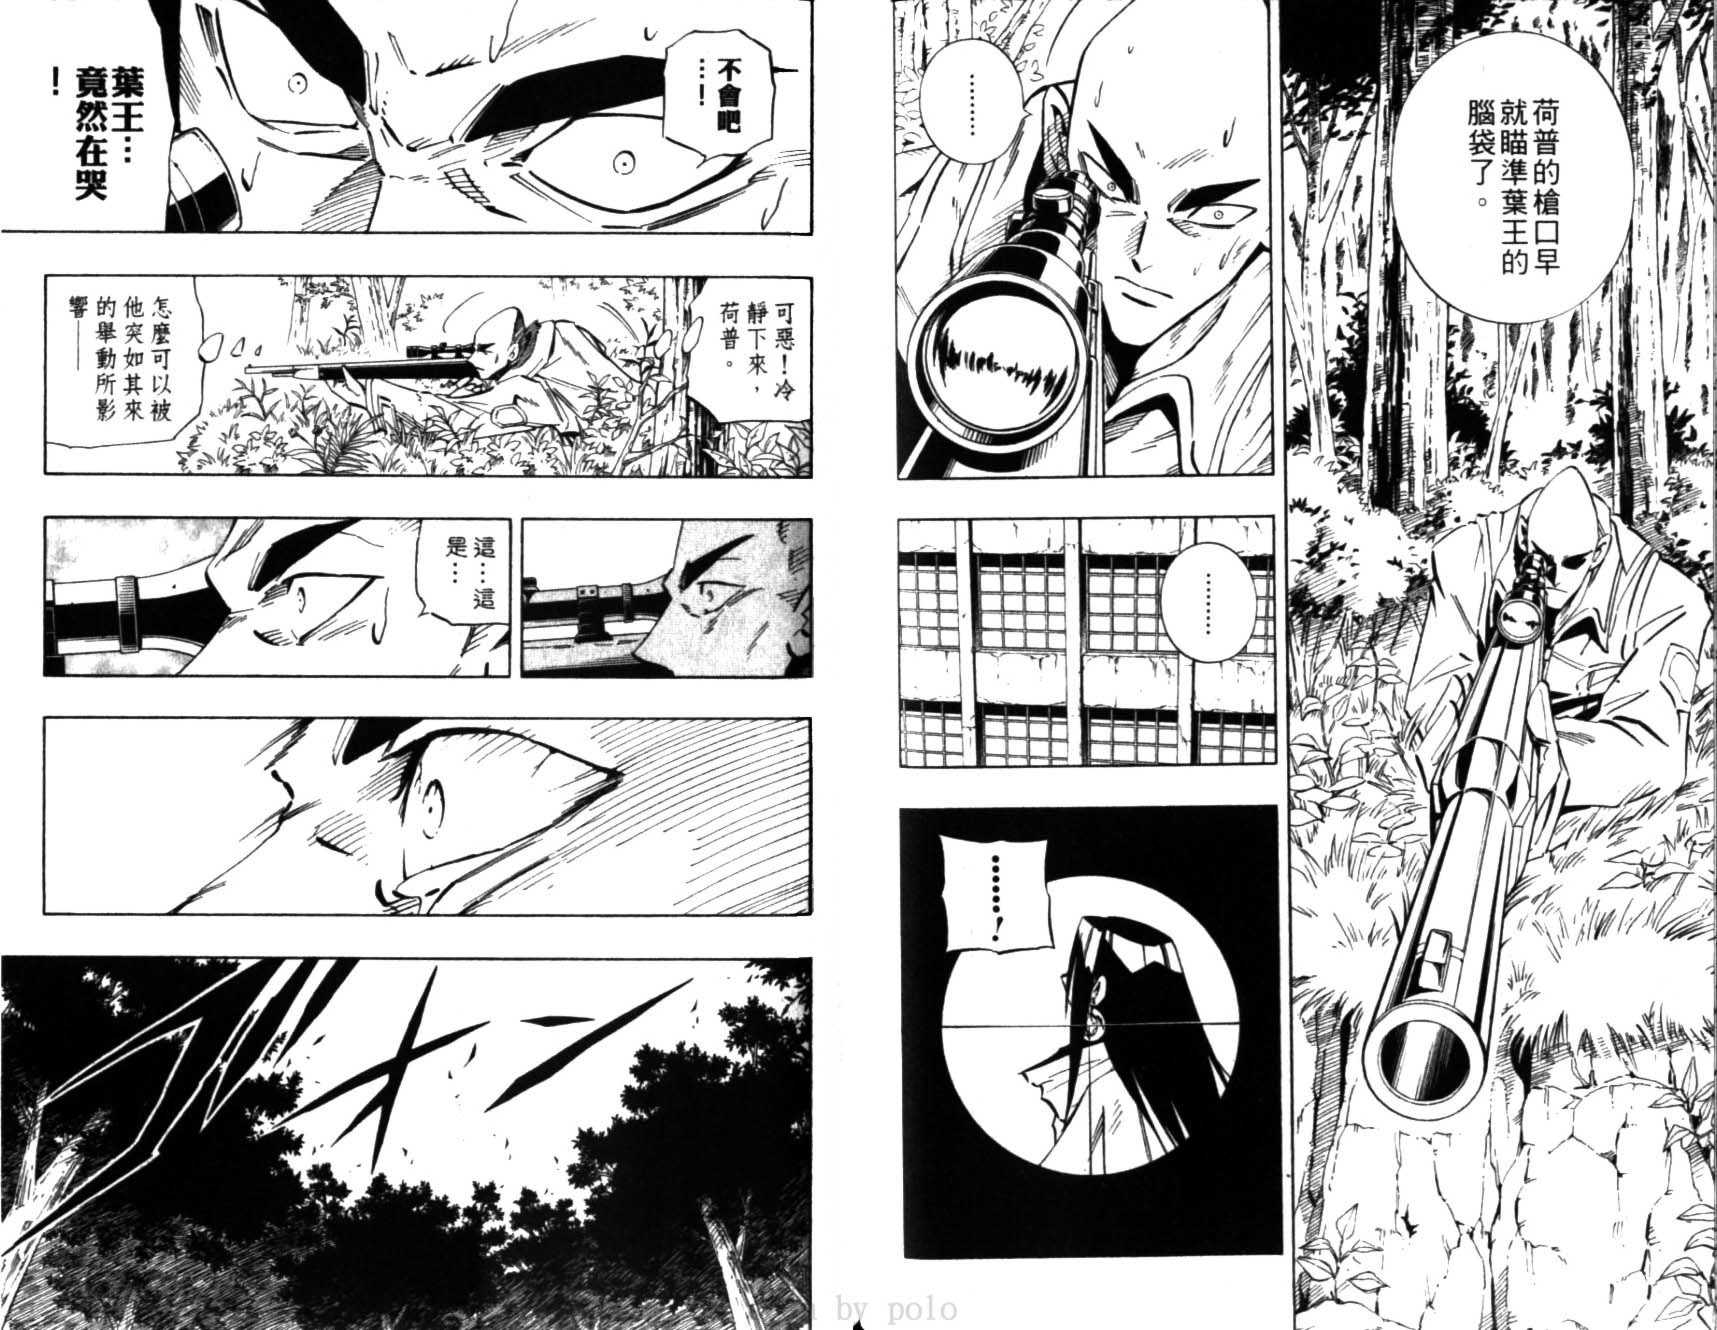 荷普的槍口早
就瞄準葉王的
腦袋了。
………
………
……！
不會吧
…！
葉王…
竟然在哭
！
可惡！冷
靜下來，
荷普。
怎麼可以被
他突如其來
的舉動所影
響——
這…這
是…
by polo